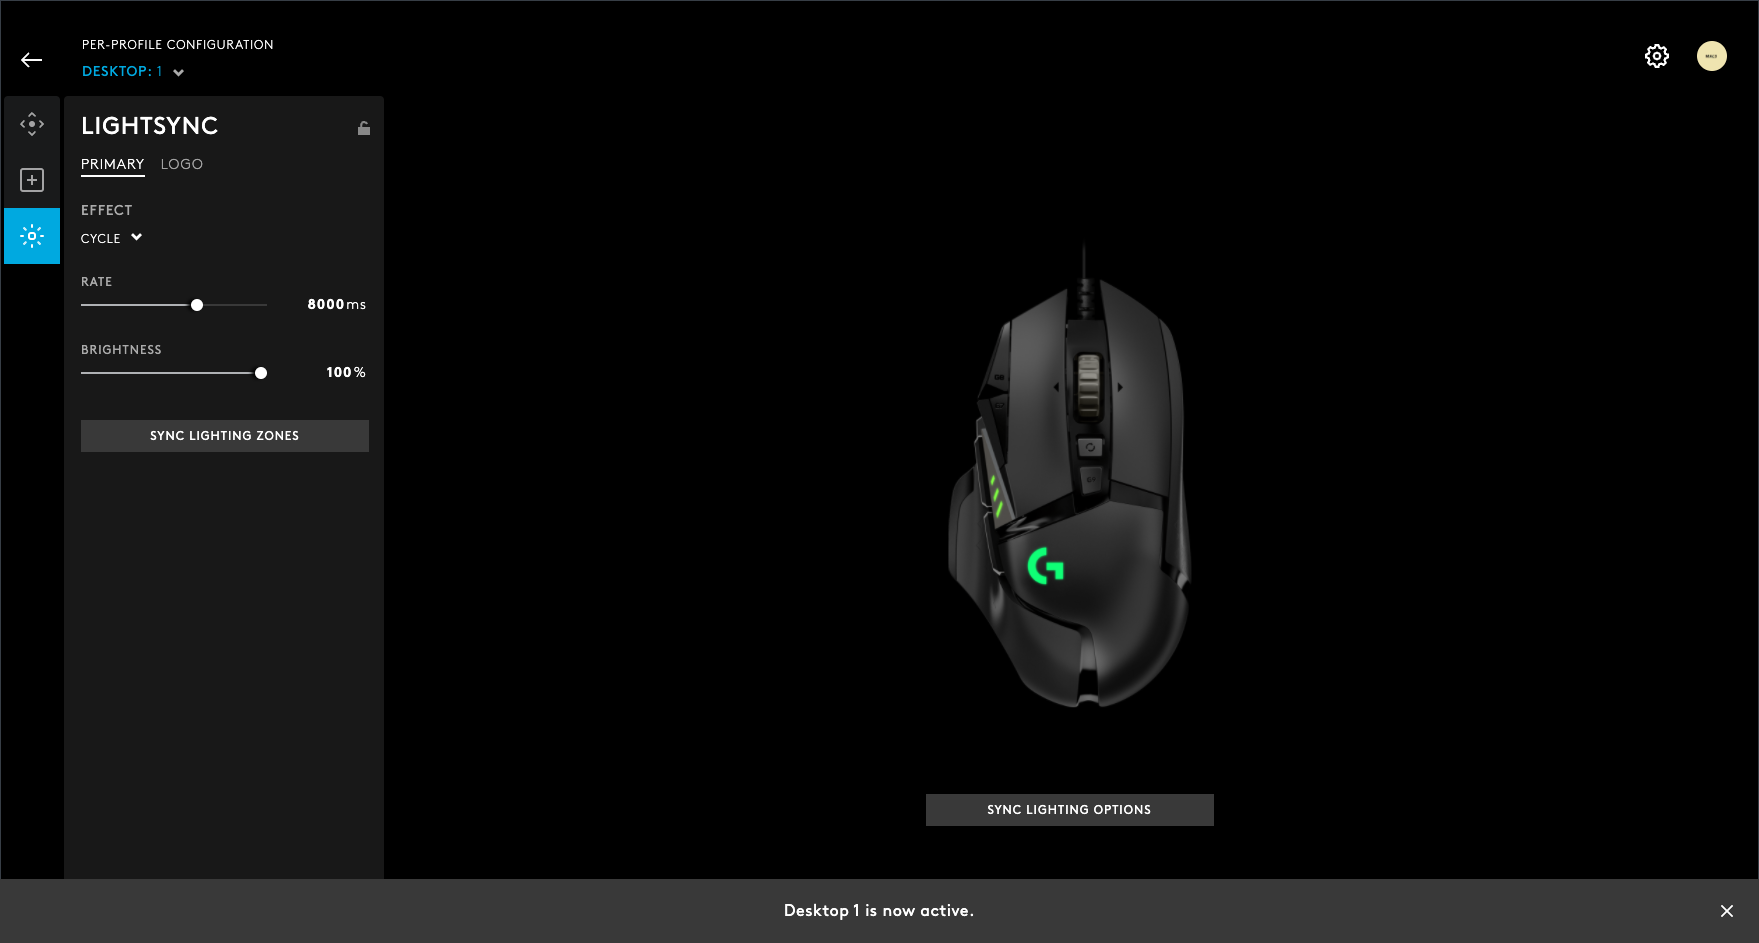 PER-PROFILE CONFIGURATION
DESKTOP: 1
LIGHTSYNC
PRIMARY LOGO
EFFECT
CYCLE
RATE
8000ms
BRIGHTNESS
100%
SYNC LIGHTING ZONES
SYNC LIGHTING OPTIONS
Desktop 1 is now active.